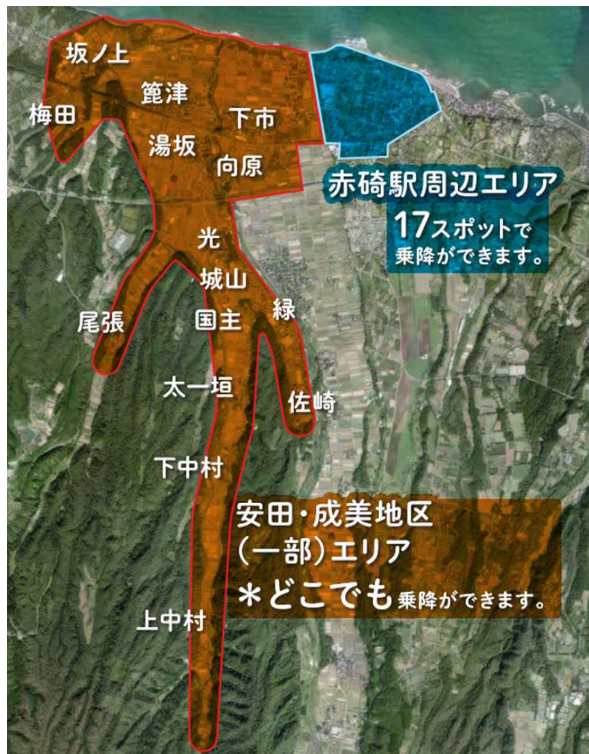 坂ノ上
箆津
梅田
下市
湯坂
向原
赤碕駅周辺エリア
17スポットで
乗降ができます。
光
城山
緑
尾張
国主
太一垣
佐崎
下中村
安田・成美地区
(一部)エリア
*どこでも乗降ができます。
上中村